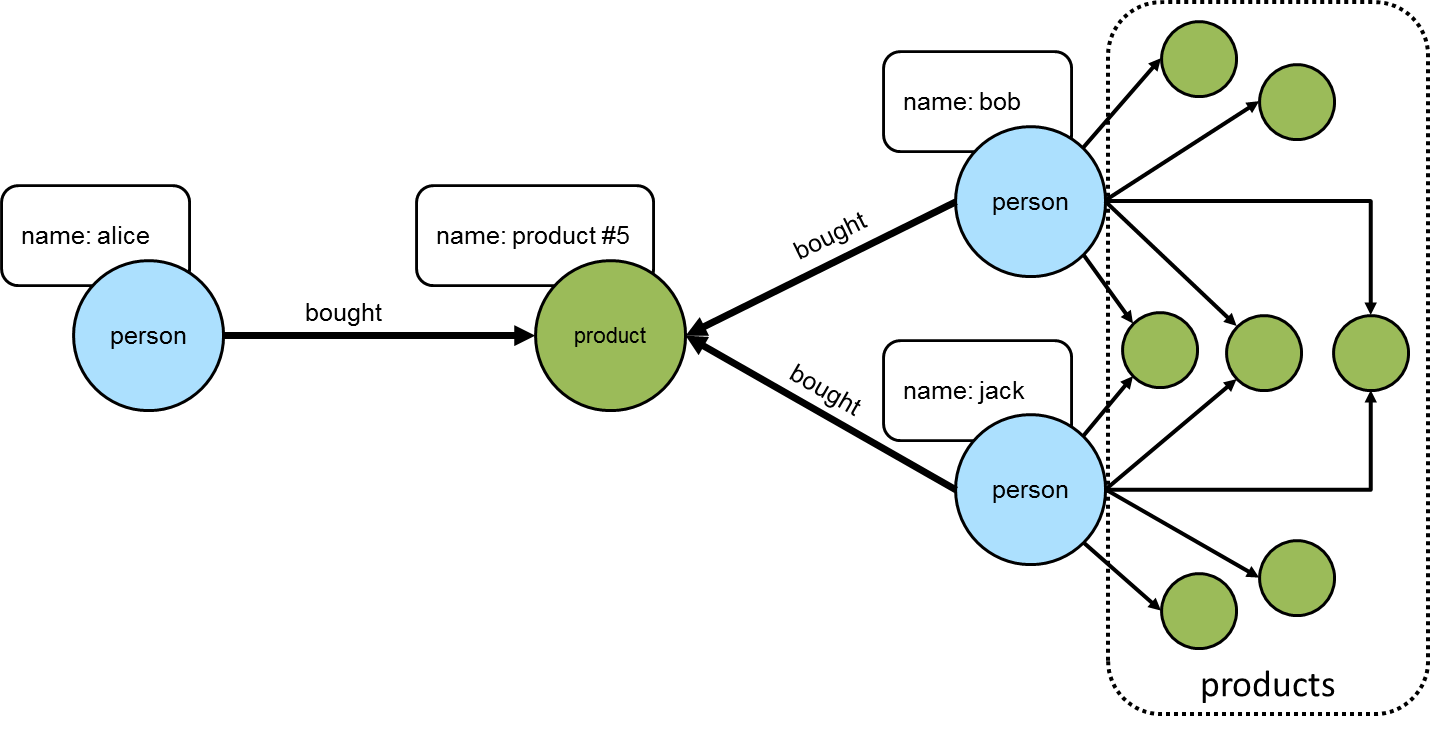 name: bob
person
name: alice
person
bought
name: product #5
product
bought
bought
name: jack
person
products